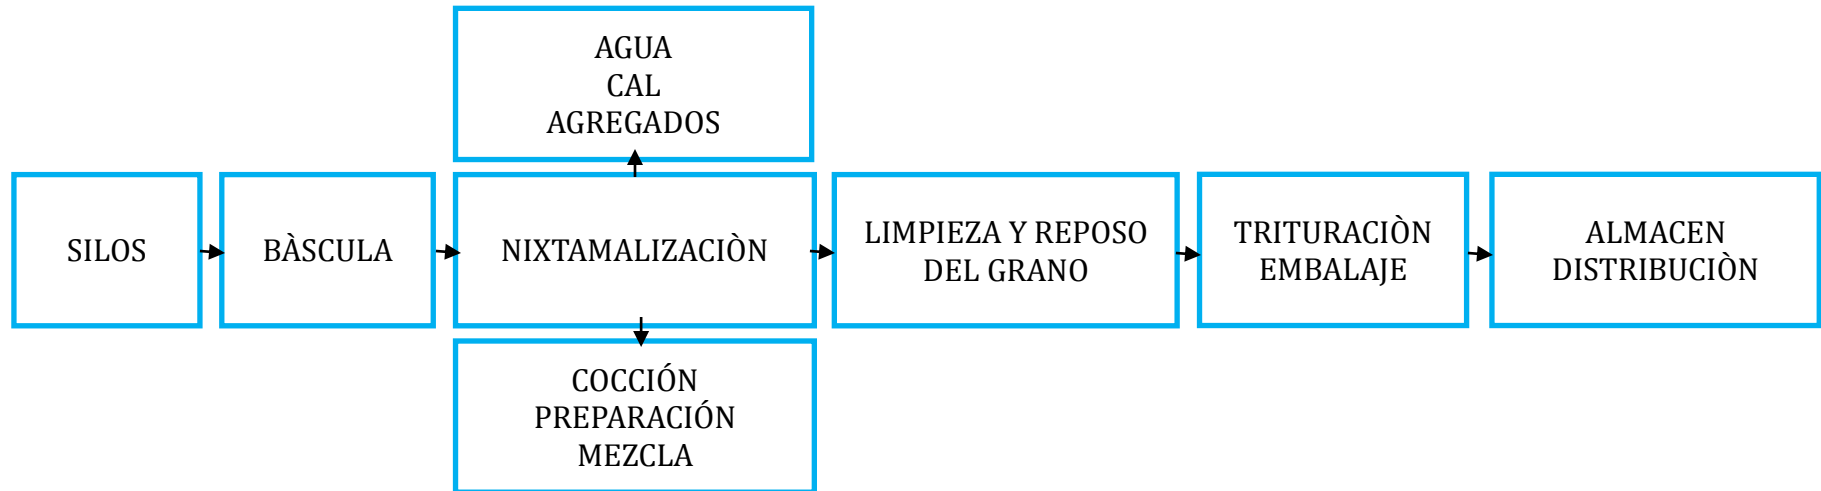 AGUA
CAL
AGREGADOS
SILOS
BÀSCULA
NIXTAMALIZACIÒN
LIMPIEZA Y REPOSO
DEL GRANO
TRITURACIÒN
EMBALAJE
ALMACEN
DISTRIBUCIÒN
COCCIÓN
PREPARACIÓN
MEZCLA